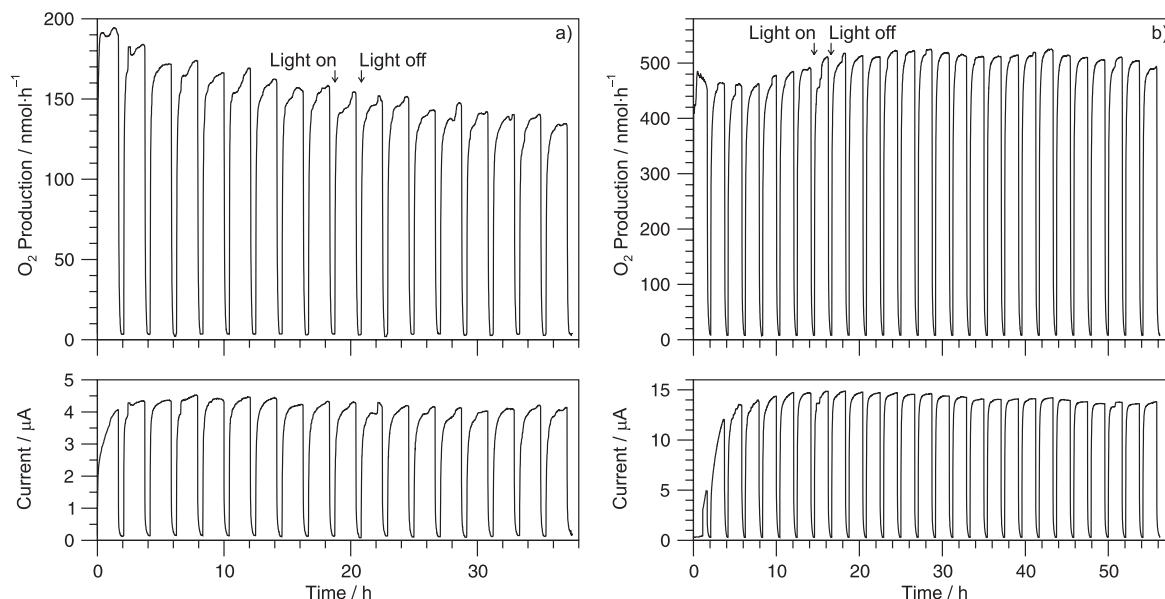 a)
Light on
Light off
200
150
100
50
0
O₂ Production / nmol·h⁻¹
5
4
3
2
1
0
Current / μA
0
10
20
30
Time / h
b)
Light on
Light off
500
400
300
200
100
0
O₂ Production / nmol·h⁻¹
15
10
5
0
Current / μA
0
10
20
30
40
50
Time / h